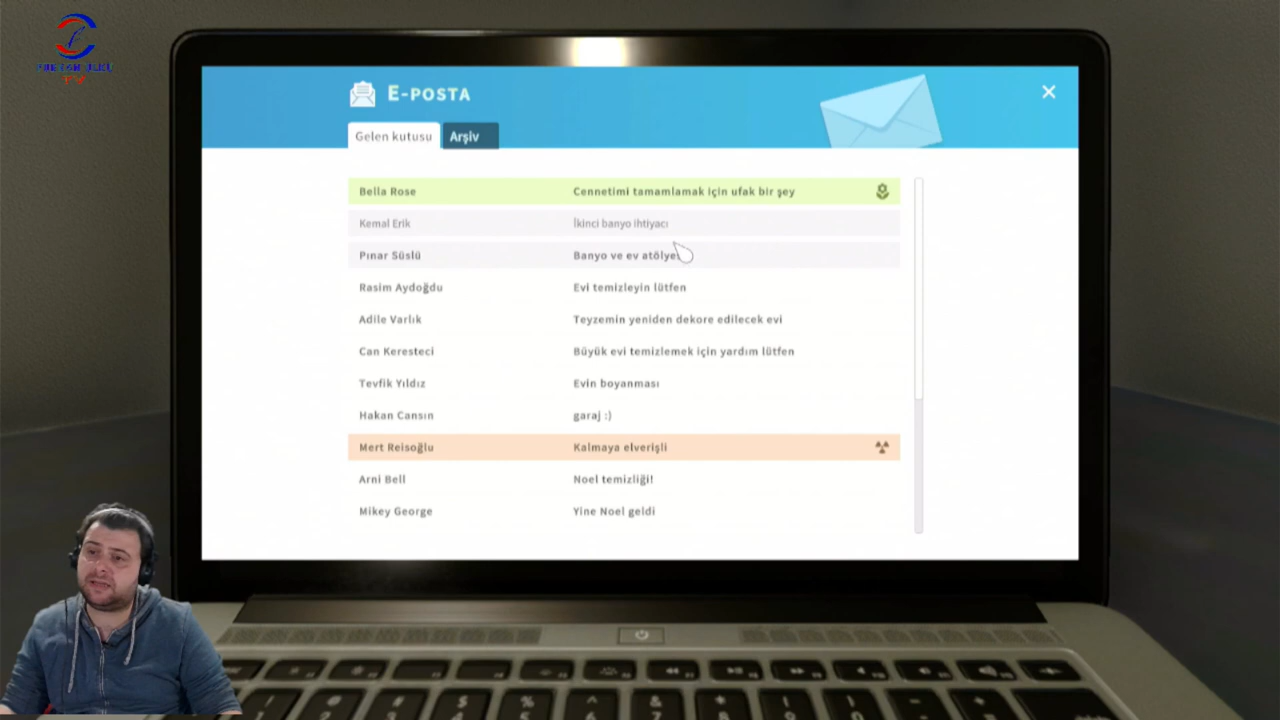 E-POSTA
Gelen kutusu Arşiv
Bella Rose Cennetimi tamamlamak için ufak bir şey
Kemal Erik İkinci banyo ihtiyacı
Pınar Süslü Banyo ve ev
Rasim Aydoğdu Evi temizleyin lütfen
Adile Varlık Teyzemin yeniden dekore edilecek evi
Can Keresteci Büyük evi temizlemek için yardım lütfen
Tevfik Yıldız Evin boyanması
Hakan Cansın garaj :)
Mert Reisoğlu Kalmaya elverişli
Arni Bell Noel temizliği!
Mikey George Yine Noel geldi